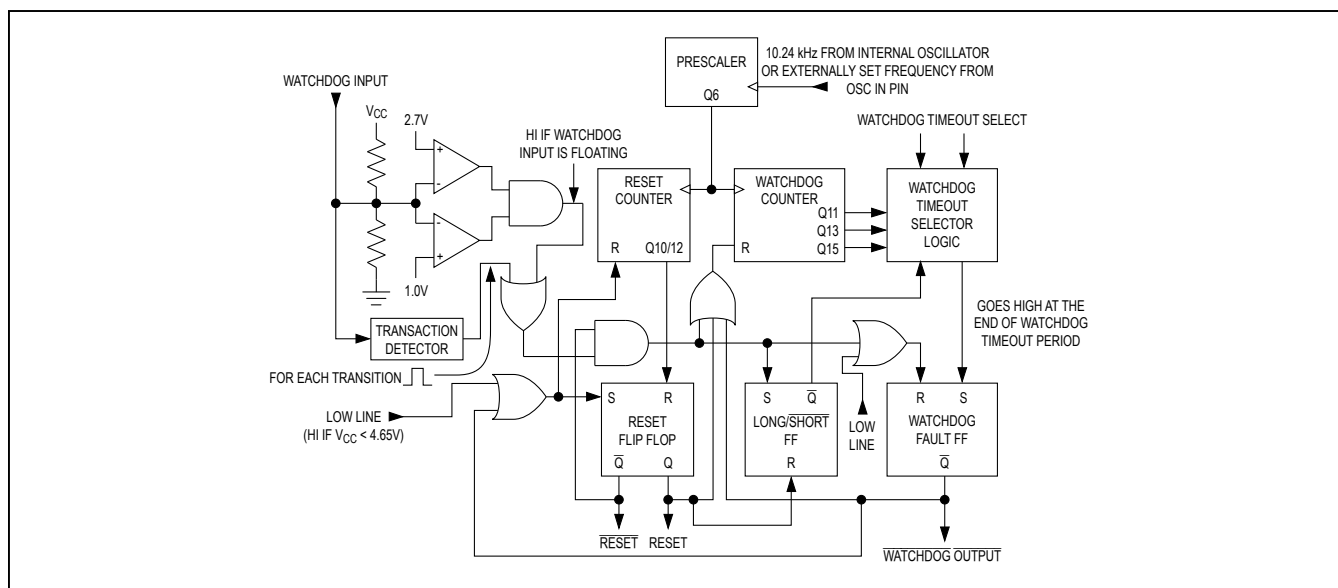 PRESCALER
Q6
10.24 kHz FROM INTERNAL OSCILLATOR
OR EXTERNALLY SET FREQUENCY FROM
OSC IN PIN
WATCHDOG INPUT
VCC
2.7V
+
-
-
+
1.0V
HI IF WATCHDOG
INPUT IS FLOATING
WATCHDOG TIMEOUT SELECT
RESET
COUNTER
R
Q10/12
WATCHDOG
COUNTER
Q11
Q13
Q15
R
WATCHDOG
TIMEOUT
SELECTOR
LOGIC
TRANSACTION
DETECTOR
GOES HIGH AT THE
END OF WATCHDOG
TIMEOUT PERIOD
FOR EACH TRANSITION
LOW LINE
(HI IF VCC < 4.65V)
S
R
RESET
FLIP FLOP
Q̅
Q
S
Q̅
LONG/S̅H̅O̅R̅T̅
FF
R
LOW
LINE
R
S
WATCHDOG
FAULT FF
Q̅
R̅E̅S̅E̅T̅
RESET
W̅A̅T̅C̅H̅D̅O̅G̅ O̅U̅T̅P̅U̅T̅